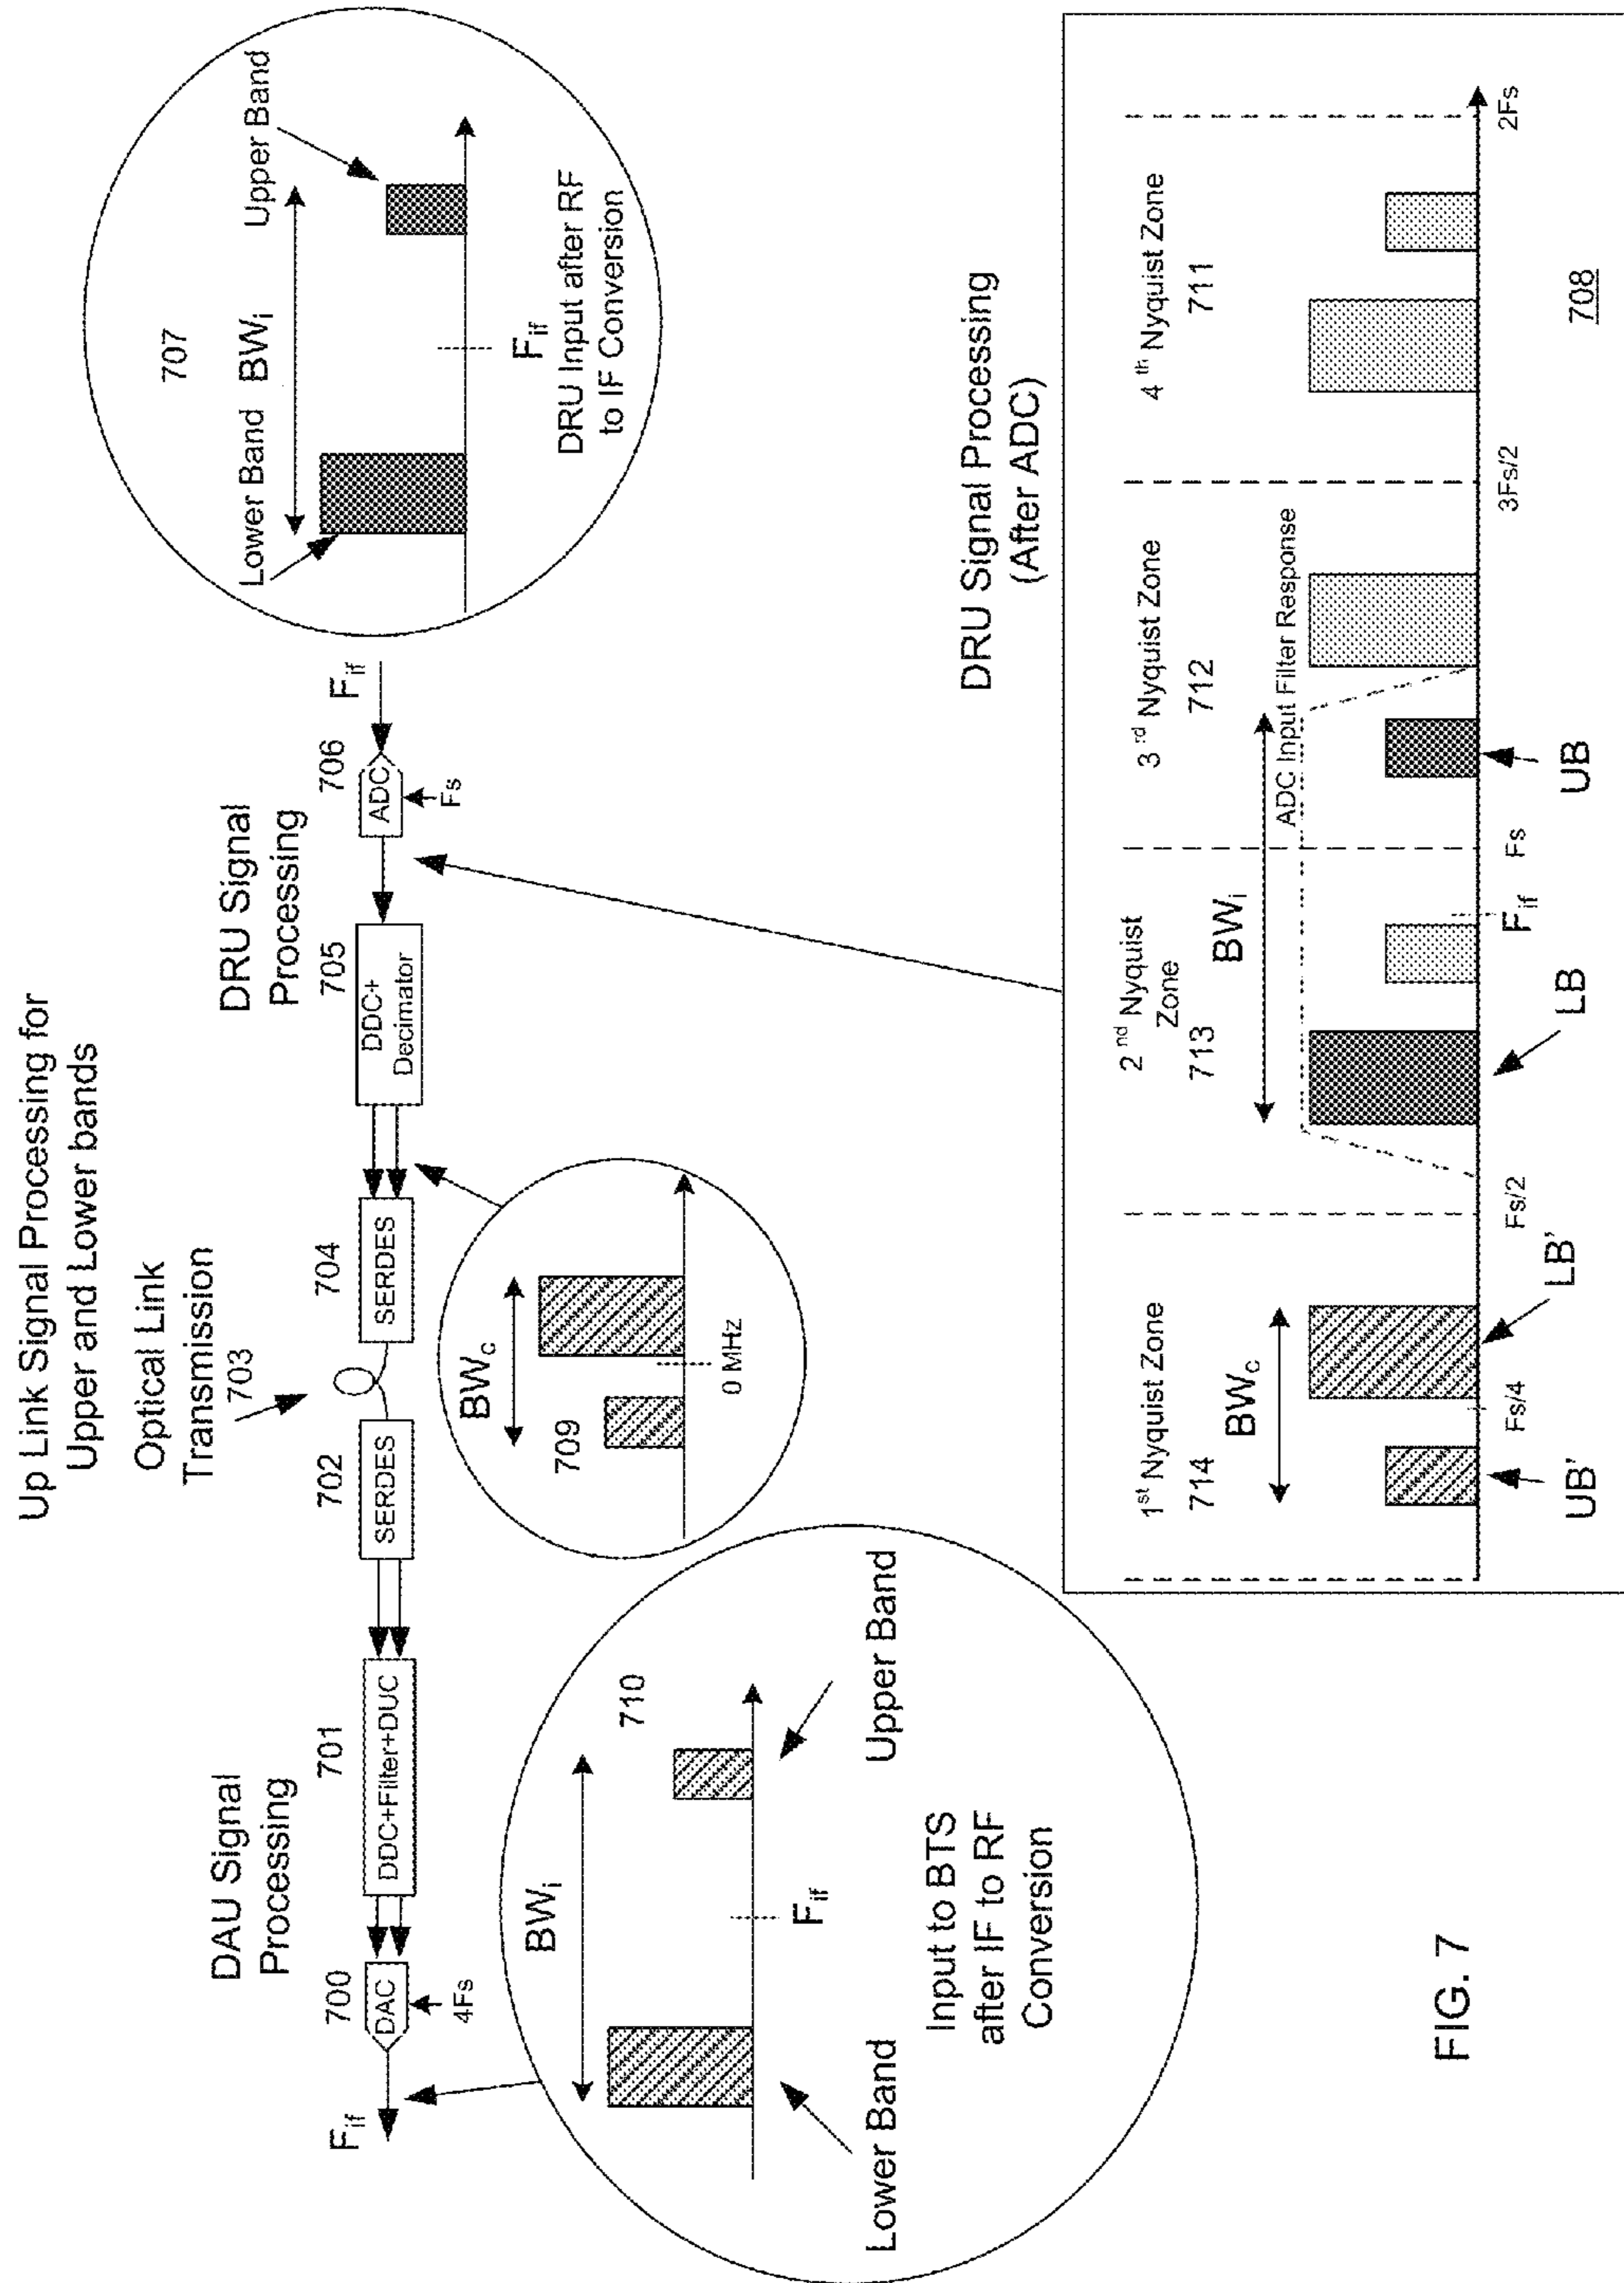 Up Link Signal Processing for
Upper and Lower bands
DAU Signal
Processing
Optical Link
Transmission
703
DRU Signal
Processing
700
701
702
704
705
706
F_if
DAC
4Fs
DDC+Filter+DUC
SERDES
SERDES
DDC+
Decimator
ADC
Fs
F_if
707
Lower Band
BW_i
Upper Band
F_if
DRU Input after RF
to IF Conversion
BW_c
709
0 MHz
BW_i
710
F_if
Lower Band
Upper Band
Input to BTS
after IF to RF
Conversion
DRU Signal Processing
(After ADC)
1st Nyquist Zone
714
2nd Nyquist
Zone
713
3rd Nyquist Zone
712
4th Nyquist Zone
711
BW_c
BW_i
ADC Input Filter Response
Fs/4
Fs/2
F_if
Fs
3Fs/2
2Fs
UB'
LB'
LB
UB
708
FIG. 7